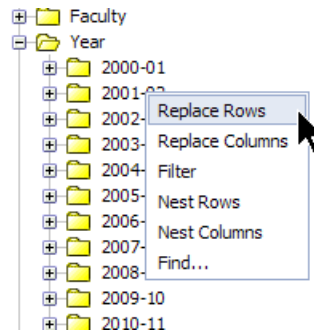 Faculty
Year
2000-01
2001-02
2002-
Replace Rows
2003-
Replace Columns
2004-
Filter
2005-
Nest Rows
2006-
Nest Columns
2007-
Find...
2008-
2009-10
2010-11